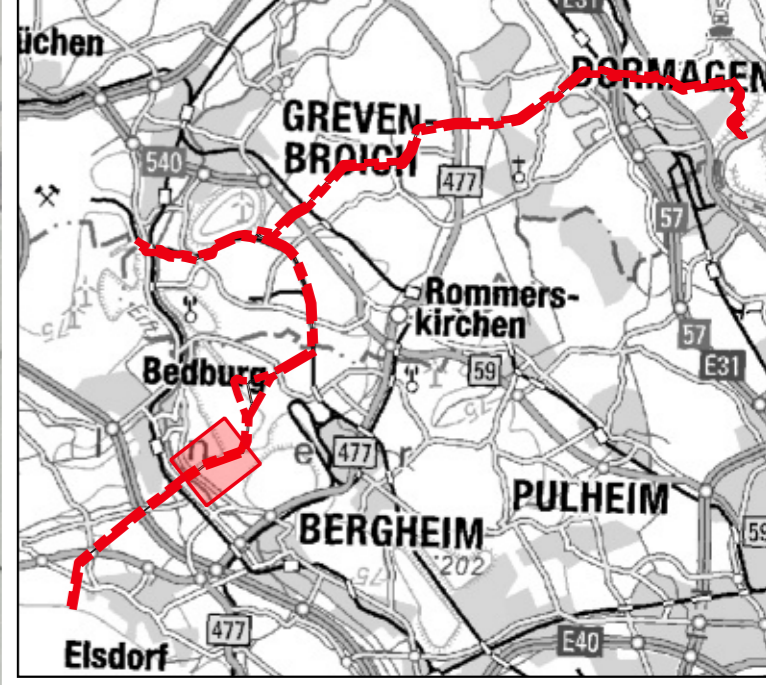 E31
üchen
DORMAGEN
GREVEN-
BROICH
540
477
57
Rommers-
kirchen
57
E31
Bedburg
59
n
e
r
477
PULHEIM
BERGHEIM
59
202
75
477
E40
Elsdorf